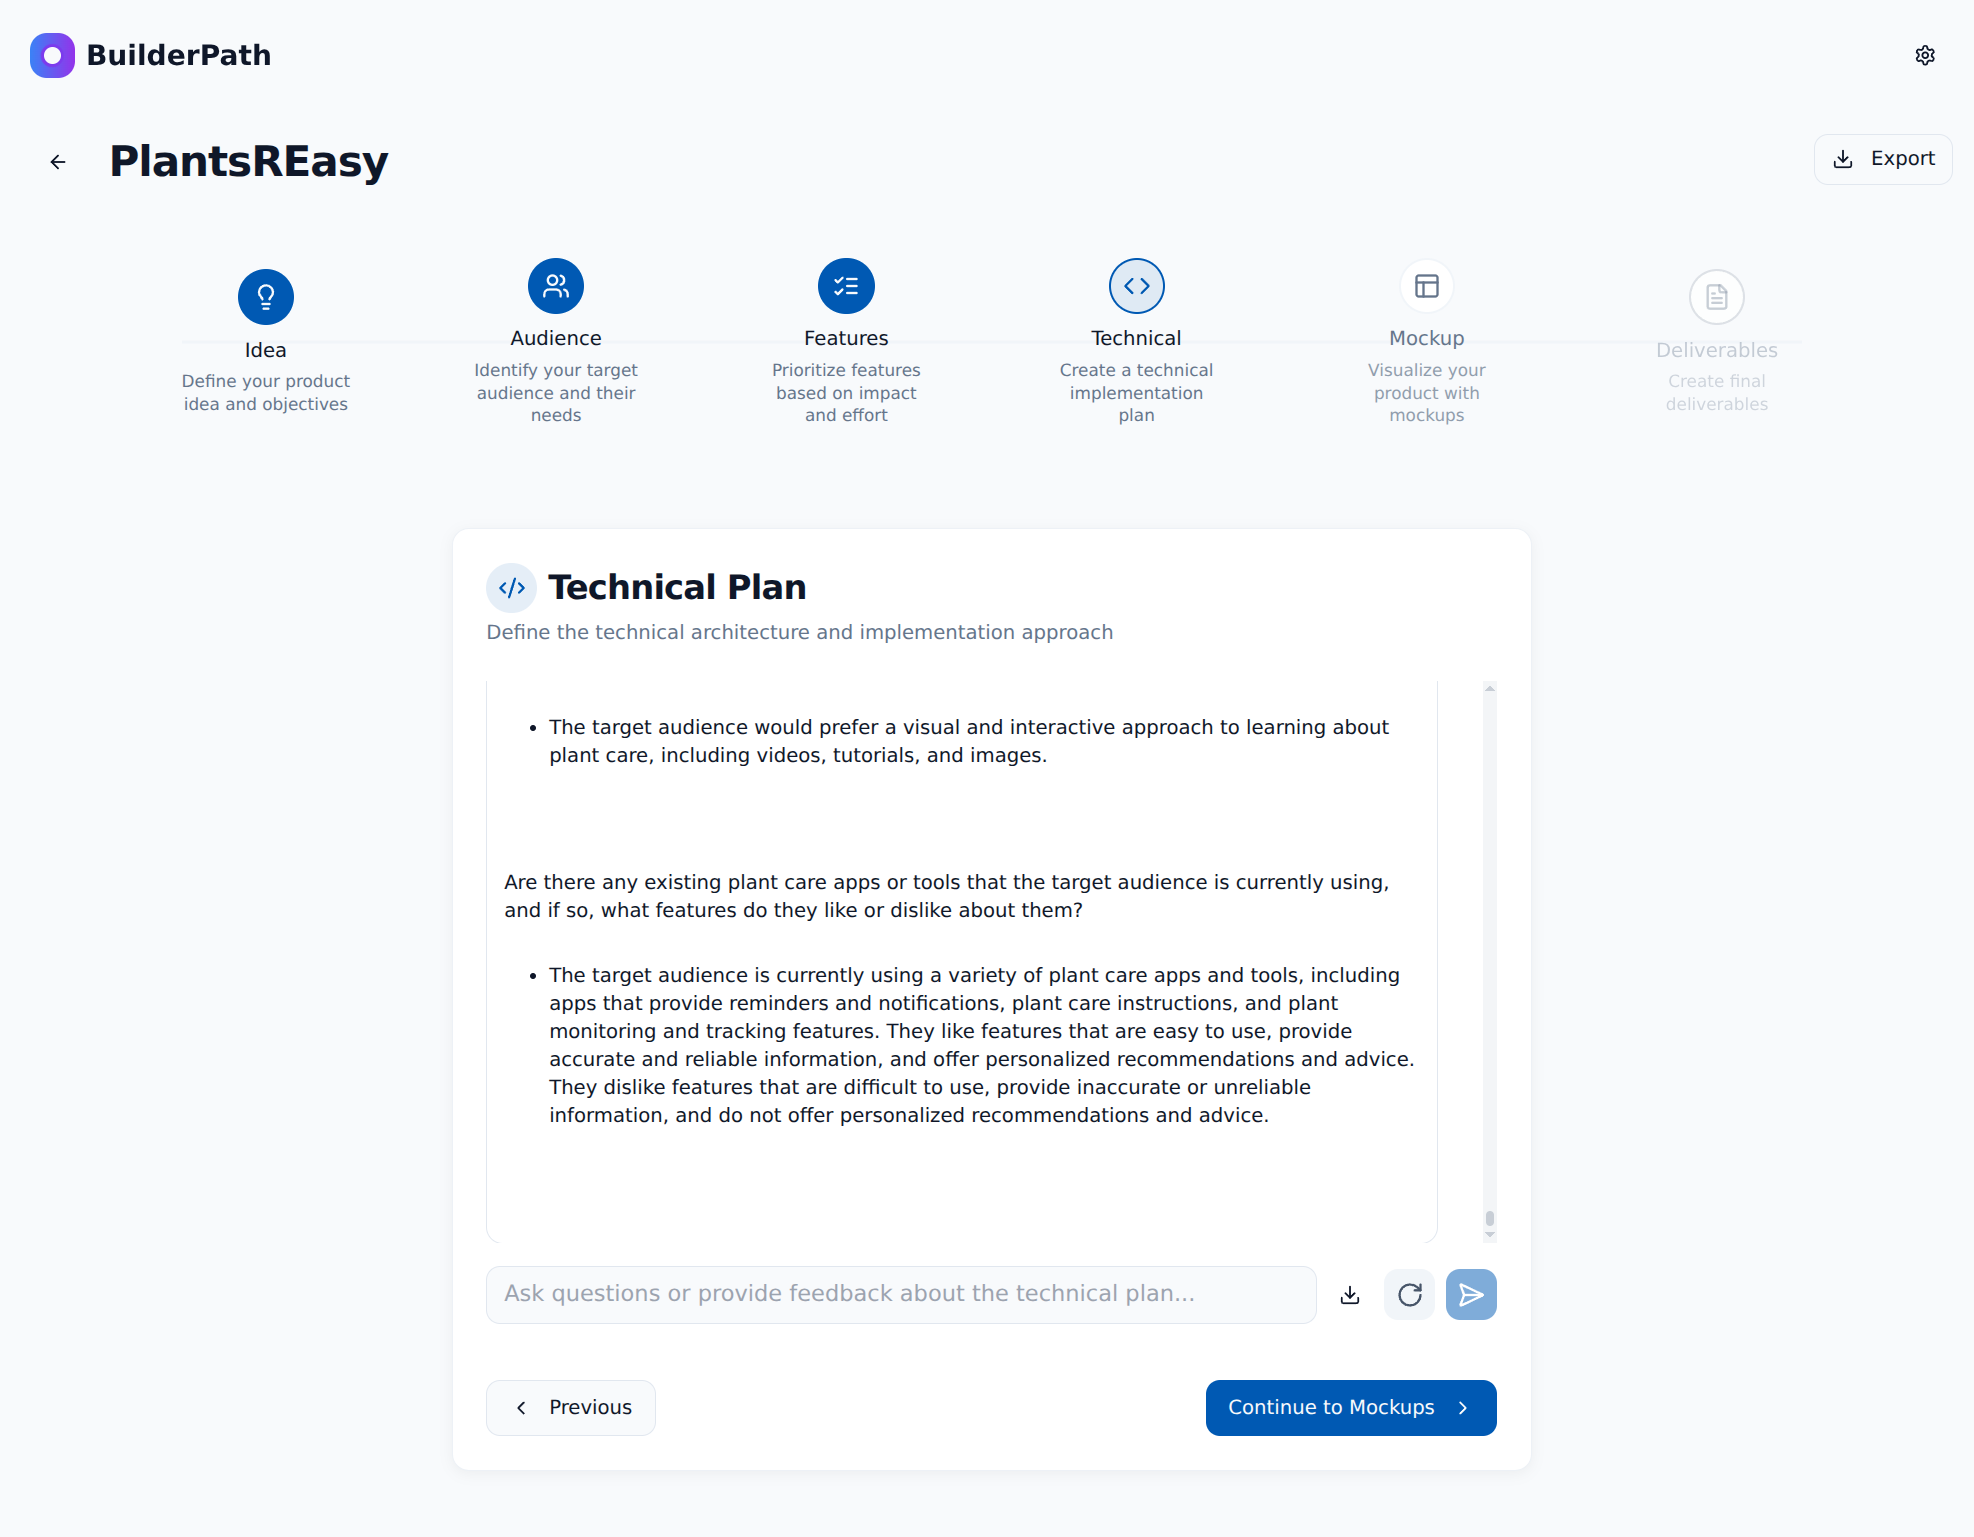 BuilderPath
PlantsREasy
Export
Idea
Define your product
idea and objectives
Audience
Identify your target
audience and their
needs
Features
Prioritize features
based on impact
and effort
Technical
Create a technical
implementation
plan
Mockup
Visualize your
product with
mockups
Deliverables
Create final
deliverables
Technical Plan
Define the technical architecture and implementation approach
• The target audience would prefer a visual and interactive approach to learning about
plant care, including videos, tutorials, and images.
Are there any existing plant care apps or tools that the target audience is currently using,
and if so, what features do they like or dislike about them?
• The target audience is currently using a variety of plant care apps and tools, including
apps that provide reminders and notifications, plant care instructions, and plant
monitoring and tracking features. They like features that are easy to use, provide
accurate and reliable information, and offer personalized recommendations and advice.
They dislike features that are difficult to use, provide inaccurate or unreliable
information, and do not offer personalized recommendations and advice.
Ask questions or provide feedback about the technical plan...
Previous
Continue to Mockups